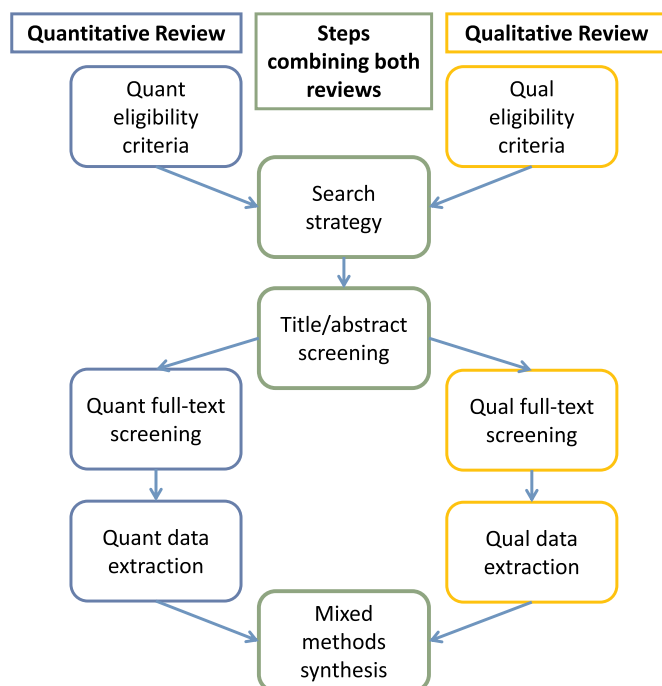 Quantitative Review
Steps
combining both
reviews
Qualitative Review
Quant
eligibility
criteria
Qual
eligibility
criteria
Search
strategy
Title/abstract
screening
Quant full-text
screening
Qual full-text
screening
Quant data
extraction
Qual data
extraction
Mixed
methods
synthesis